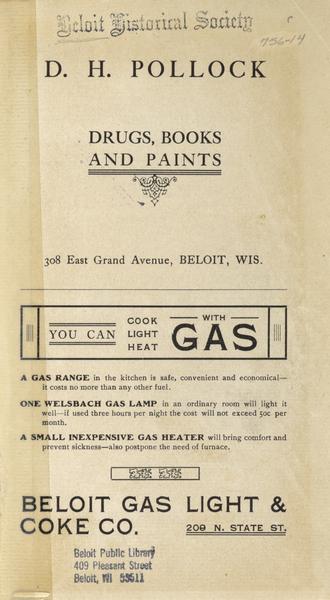 Beloit Historical Society
756-14
D. H. POLLOCK
DRUGS, BOOKS
AND PAINTS
308 East Grand Avenue, BELOIT, WIS.
YOU CAN
COOK
LIGHT
HEAT
WITH
GAS
A GAS RANGE in the kitchen is safe, convenient and economical—
it costs no more than any other fuel.
ONE WELSBACH GAS LAMP in an ordinary room will light it
well—if used three hours per night the cost will not exceed 50c per
month.
A SMALL INEXPENSIVE GAS HEATER will bring comfort and
prevent sickness—also postpone the need of furnace.
BELOIT GAS LIGHT &
COKE CO.
209 N. STATE ST.
Beloit Public Library
409 Pleasant Street
Beloit, WI 53511